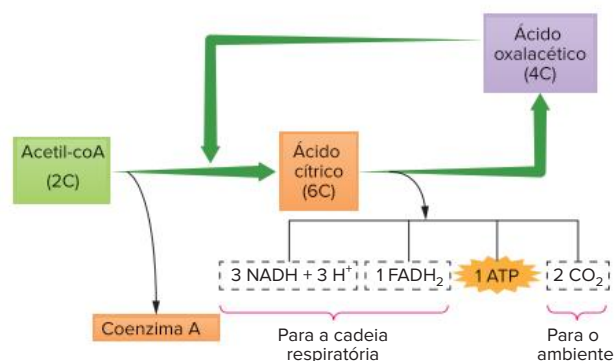 Ácido
oxalacético
(4C)
Acetil-coA
(2C)
Ácido
cítrico
(6C)
3 NADH + 3 H⁺
1 FADH₂
1 ATP
2 CO₂
Coenzima A
Para a cadeia
respiratória
Para o
ambiente